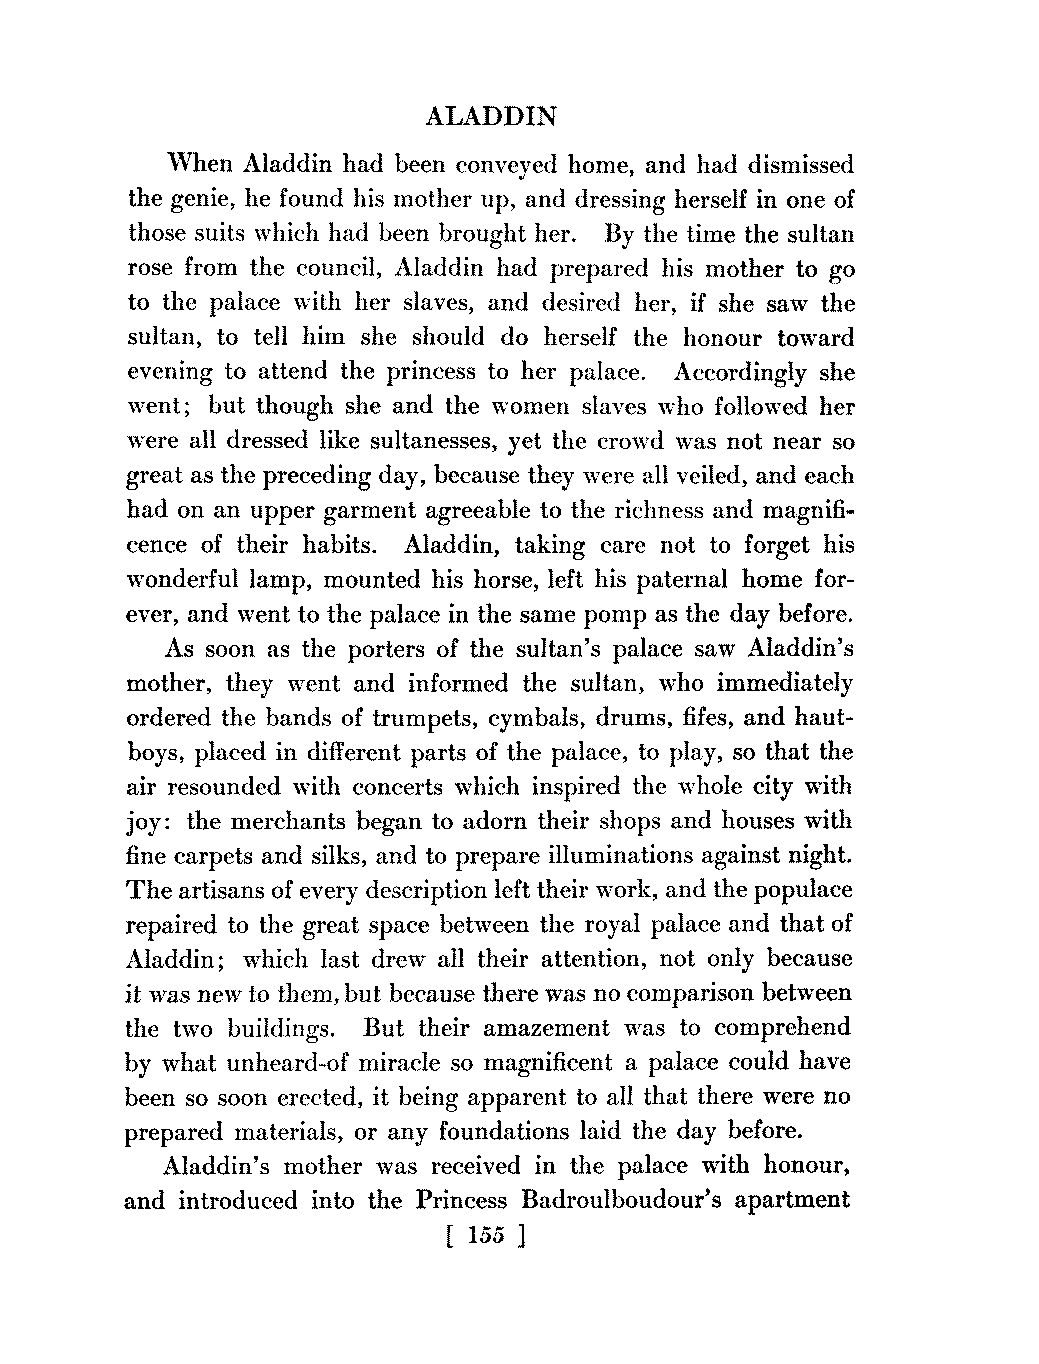 ALADDIN
When Aladdin had been conveyed home, and had dismissed
the genie, he found his mother up, and dressing herself in one of
those suits which had been brought her. By the time the sultan
rose from the council, Aladdin had prepared his mother to go
to the palace with her slaves, and desired her, if she saw the
sultan, to tell him she should do herself the honour toward
evening to attend the princess to her palace. Accordingly she
went; but though she and the women slaves who followed her
were all dressed like sultanesses, yet the crowd was not near so
great as the preceding day, because they were all veiled, and each
had on an upper garment agreeable to the richness and magnifi-
cence of their habits. Aladdin, taking care not to forget his
wonderful lamp, mounted his horse, left his paternal home for-
ever, and went to the palace in the same pomp as the day before.
As soon as the porters of the sultan's palace saw Aladdin's
mother, they went and informed the sultan, who immediately
ordered the bands of trumpets, cymbals, drums, fifes, and haut-
boys, placed in different parts of the palace, to play, so that the
air resounded with concerts which inspired the whole city with
joy: the merchants began to adorn their shops and houses with
fine carpets and silks, and to prepare illuminations against night.
The artisans of every description left their work, and the populace
repaired to the great space between the royal palace and that of
Aladdin; which last drew all their attention, not only because
it was new to them, but because there was no comparison between
the two buildings. But their amazement was to comprehend
by what unheard-of miracle so magnificent a palace could have
been so soon erected, it being apparent to all that there were no
prepared materials, or any foundations laid the day before.
Aladdin's mother was received in the palace with honour,
and introduced into the Princess Badroulboudour's apartment
[ 155 ]